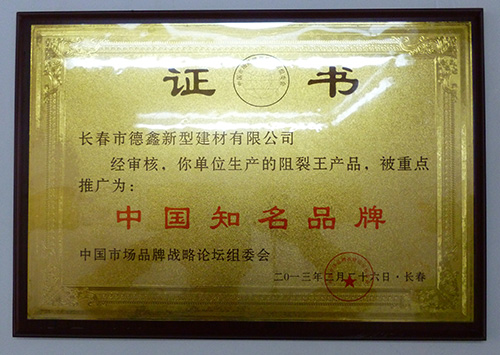 证 书
长春市德鑫新型建材有限公司
经审核，你单位生产的阻裂王产品，被重点
推广为：
中国知名品牌
中国市场品牌战略论坛组委会
二〇一三年二月二十六日·长春